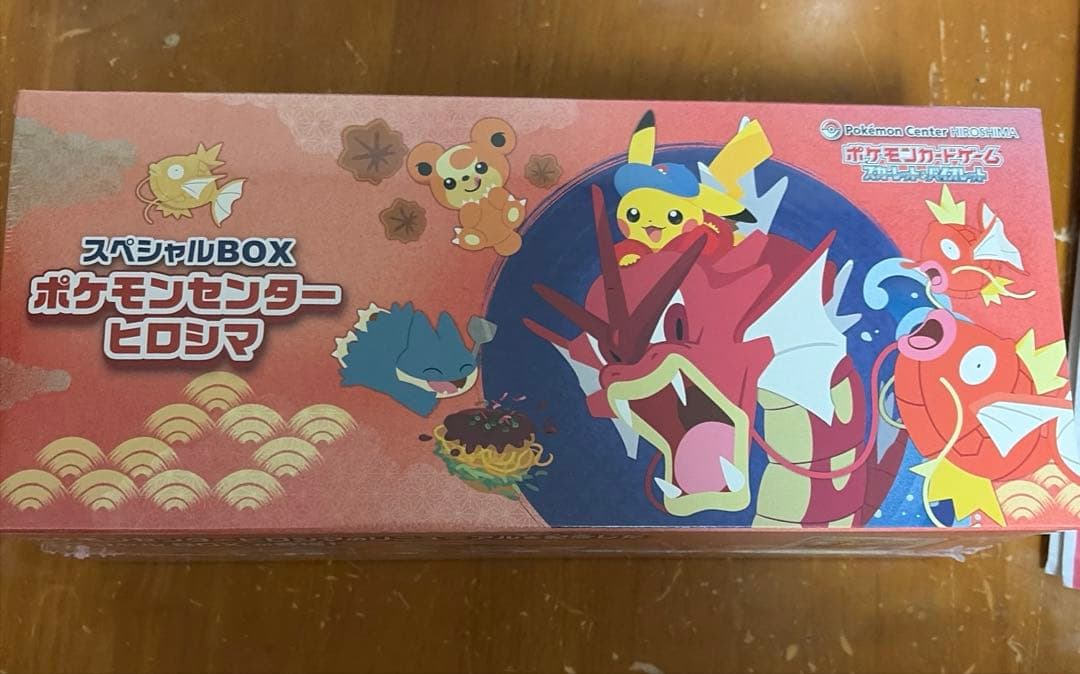 Pokémon Center HIROSHIMA
ポケモンカードゲーム
スカーレット&バイオレット
スペシャルBOX
ポケモンセンター
ヒロシマ